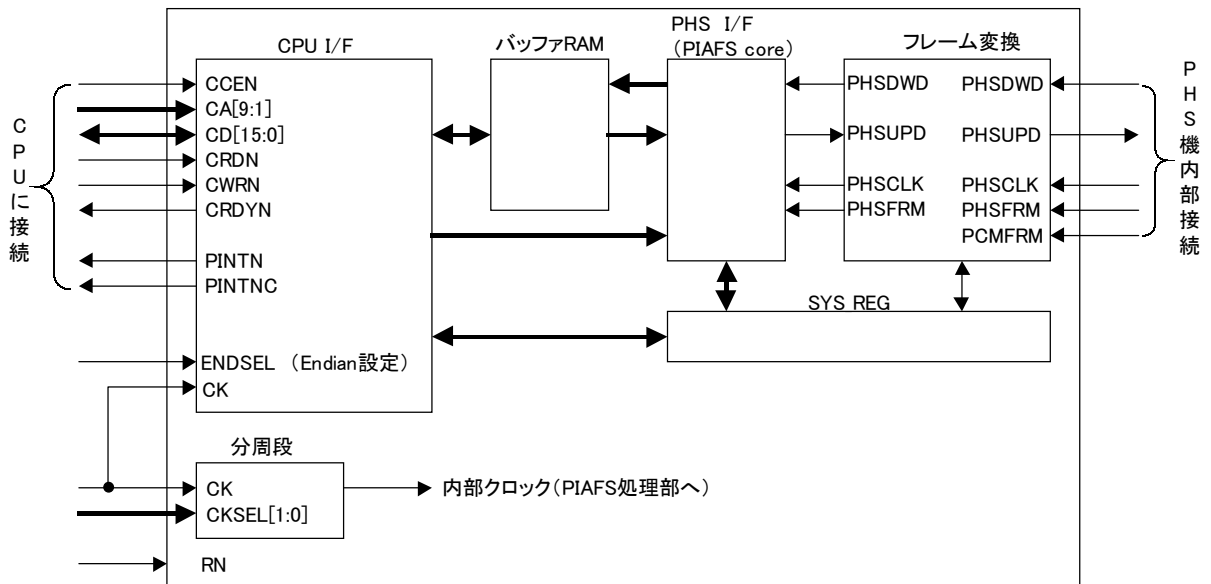 CPU I/F
バッファRAM
PHS I/F
（PIAFS core）
フレーム変換
CPUに接続
CCEN
CA[9:1]
CD[15:0]
CRDN
CWRN
CRDYN
PINTN
PINTNC
ENDSEL （Endian設定）
CK
PHSDWD
PHSUPD
PHSCLK
PHSFRM
PHSDWD
PHSUPD
PHSCLK
PHSFRM
PCMFRM
PHS機内部接続
SYS REG
分周段
CK
CKSEL[1:0]
内部クロック（PIAFS処理部へ）
RN